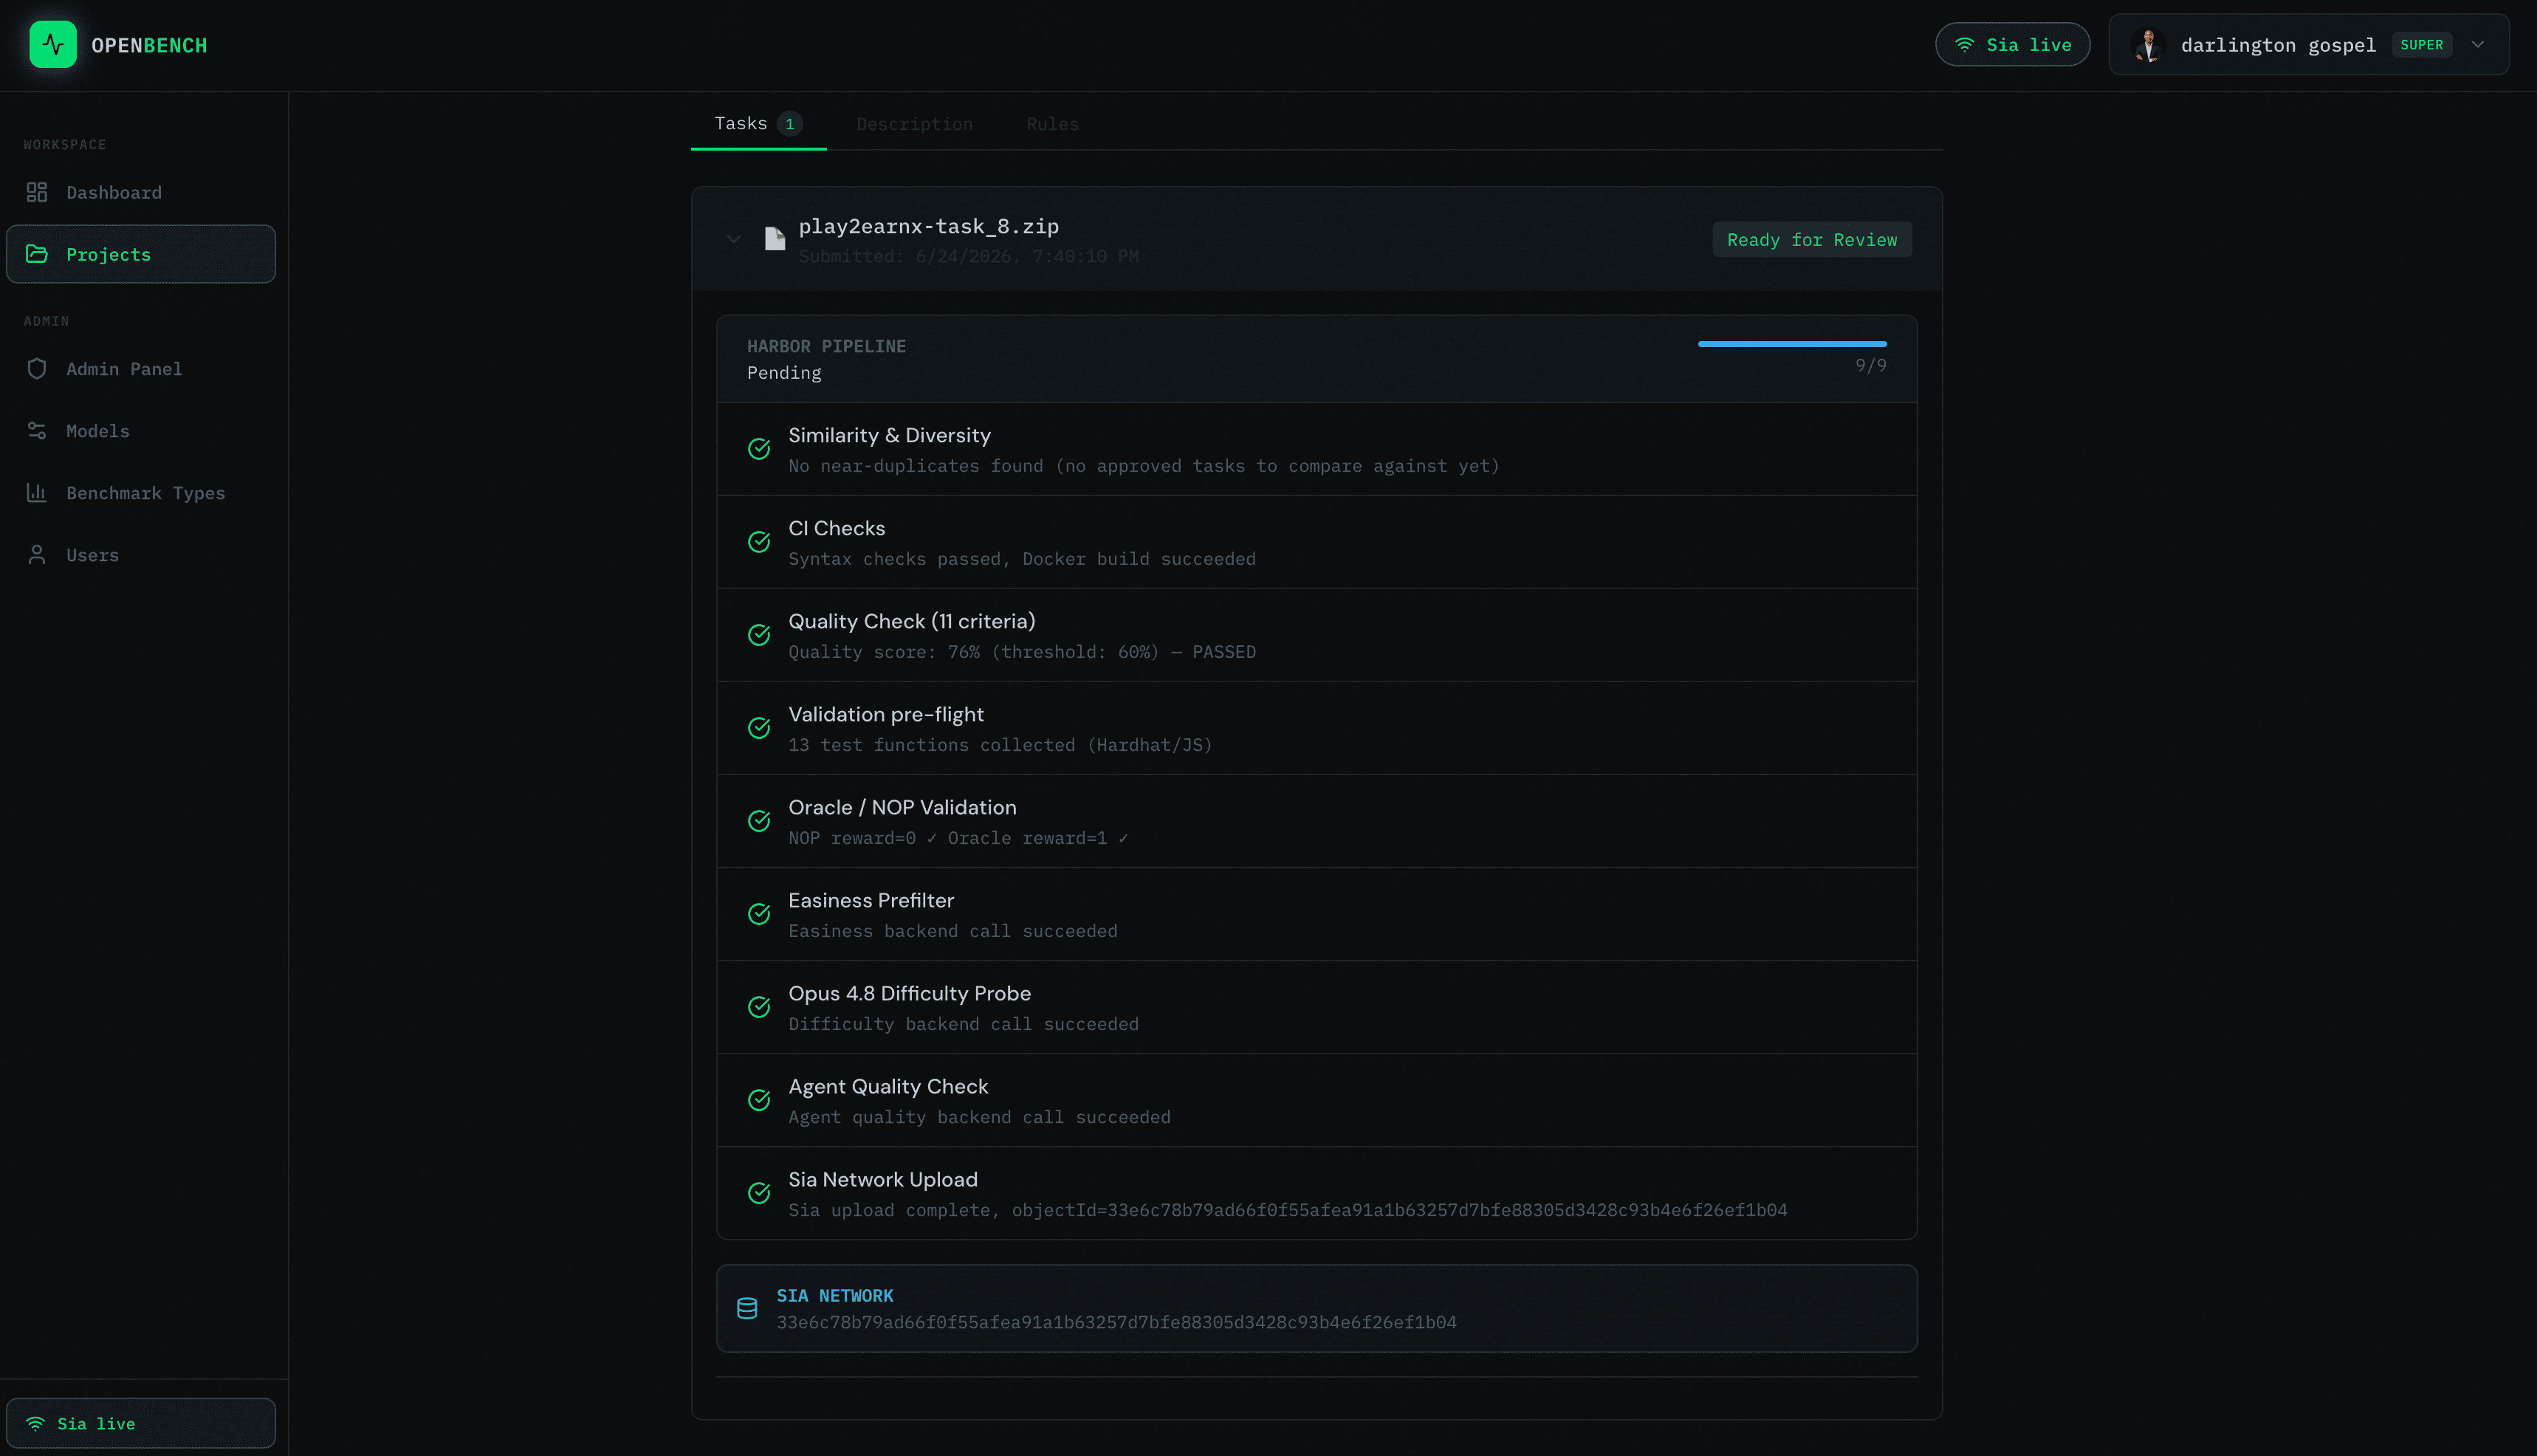 OPENBENCH
Sia live
darlington gospel SUPER
WORKSPACE
Dashboard
Projects
ADMIN
Admin Panel
Models
Benchmark Types
Users
Sia live
Tasks 1 Description Rules
play2earnx-task_8.zip
Submitted: 6/24/2026, 7:40:10 PM
Ready for Review
HARBOR PIPELINE
Pending
9/9
Similarity & Diversity
No near-duplicates found (no approved tasks to compare against yet)
CI Checks
Syntax checks passed, Docker build succeeded
Quality Check (11 criteria)
Quality score: 76% (threshold: 60%) — PASSED
Validation pre-flight
13 test functions collected (Hardhat/JS)
Oracle / NOP Validation
NOP reward=0 ✓ Oracle reward=1 ✓
Easiness Prefilter
Easiness backend call succeeded
Opus 4.8 Difficulty Probe
Difficulty backend call succeeded
Agent Quality Check
Agent quality backend call succeeded
Sia Network Upload
Sia upload complete, objectId=33e6c78b79ad66f0f55afea91a1b63257d7bfe88305d3428c93b4e6f26ef1b04
SIA NETWORK
33e6c78b79ad66f0f55afea91a1b63257d7bfe88305d3428c93b4e6f26ef1b04